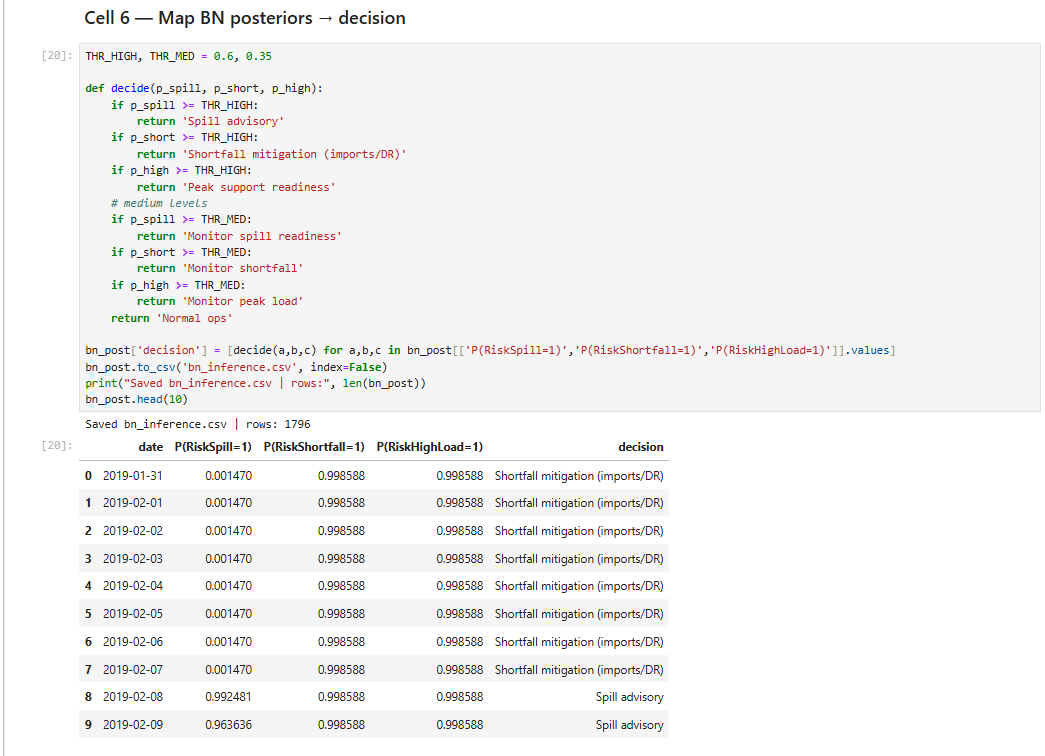 Cell 6 — Map BN posteriors → decision
[20]:
THR_HIGH, THR_MED = 0.6, 0.35
def decide(p_spill, p_short, p_high):
    if p_spill >= THR_HIGH:
        return 'Spill advisory'
    if p_short >= THR_HIGH:
        return 'Shortfall mitigation (imports/DR)'
    if p_high >= THR_HIGH:
        return 'Peak support readiness'
    # medium levels
    if p_spill >= THR_MED:
        return 'Monitor spill readiness'
    if p_short >= THR_MED:
        return 'Monitor shortfall'
    if p_high >= THR_MED:
        return 'Monitor peak load'
    return 'Normal ops'
bn_post['decision'] = [decide(a,b,c) for a,b,c in bn_post[['P(RiskSpill=1)','P(RiskShortfall=1)','P(RiskHighLoad=1)']].values]
bn_post.to_csv('bn_inference.csv', index=False)
print("Saved bn_inference.csv | rows:", len(bn_post))
bn_post.head(10)
Saved bn_inference.csv | rows: 1796
[20]:
date P(RiskSpill=1) P(RiskShortfall=1) P(RiskHighLoad=1) decision
0 2019-01-31 0.001470 0.998588 0.998588 Shortfall mitigation (imports/DR)
1 2019-02-01 0.001470 0.998588 0.998588 Shortfall mitigation (imports/DR)
2 2019-02-02 0.001470 0.998588 0.998588 Shortfall mitigation (imports/DR)
3 2019-02-03 0.001470 0.998588 0.998588 Shortfall mitigation (imports/DR)
4 2019-02-04 0.001470 0.998588 0.998588 Shortfall mitigation (imports/DR)
5 2019-02-05 0.001470 0.998588 0.998588 Shortfall mitigation (imports/DR)
6 2019-02-06 0.001470 0.998588 0.998588 Shortfall mitigation (imports/DR)
7 2019-02-07 0.001470 0.998588 0.998588 Shortfall mitigation (imports/DR)
8 2019-02-08 0.992481 0.998588 0.998588 Spill advisory
9 2019-02-09 0.963636 0.998588 0.998588 Spill advisory